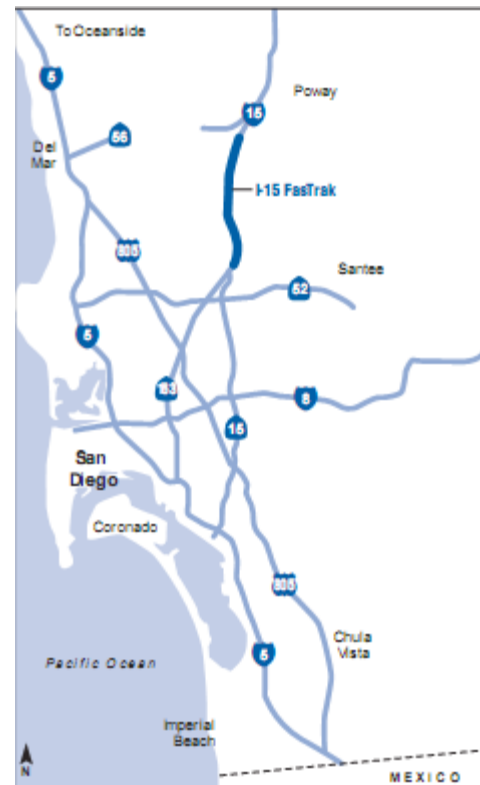 To Oceanside
5
Poway
15
56
Del
Mar
I-15 FasTrak
805
Santee
52
5
163
8
15
San
Diego
Coronado
805
Chula
Vista
5
Pacific Ocean
Imperial
Beach
N
MEXICO